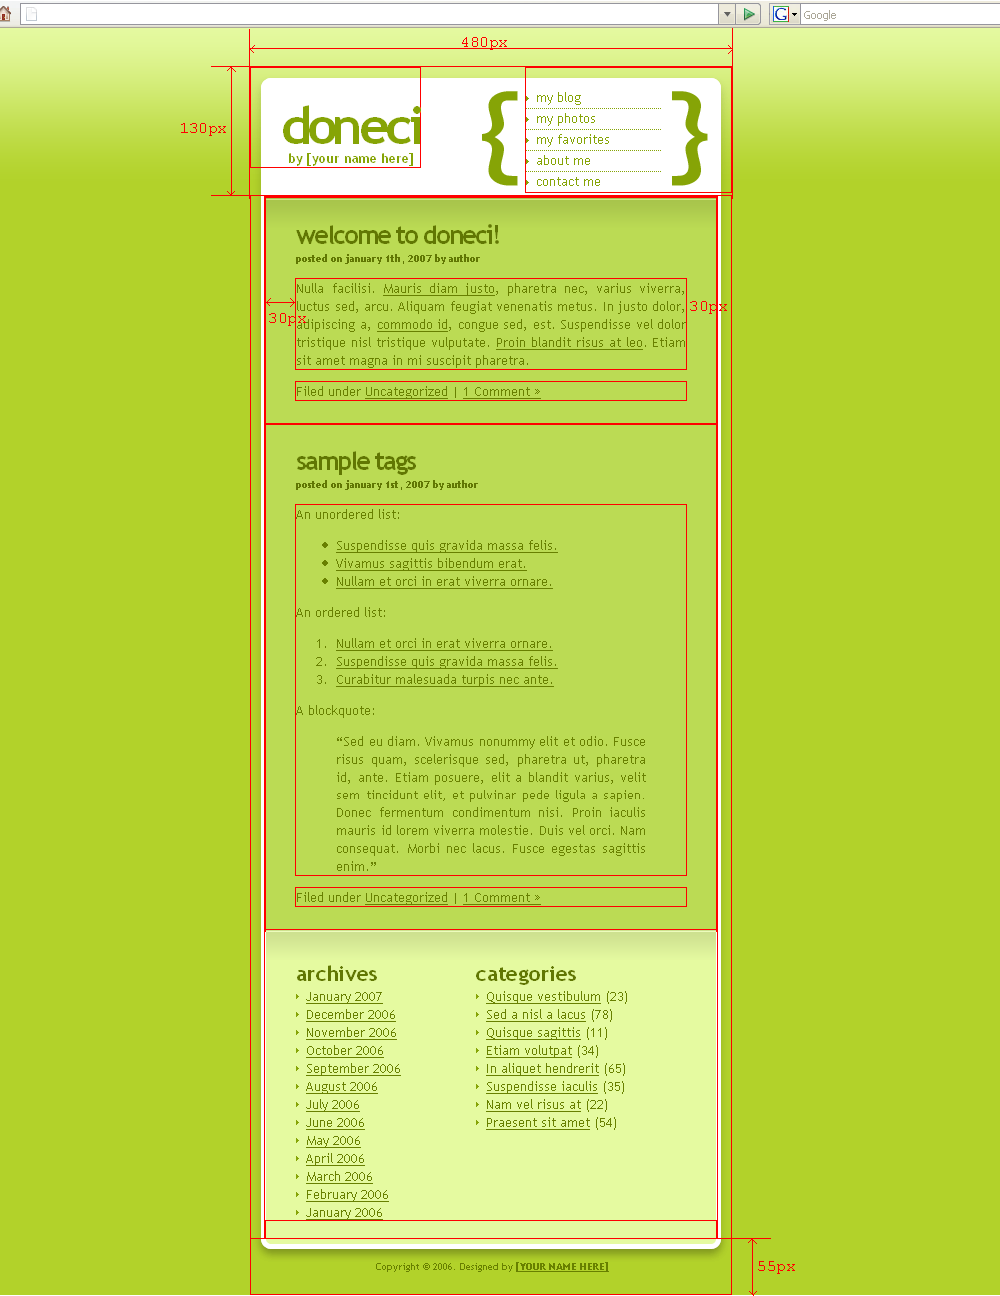 Google
480px
130px
doneci
by [your name here]
{
my blog
my photos
my favorites
about me
contact me
}
welcome to doneci!
posted on january 1th, 2007 by author
Nulla facilisi. Mauris diam justo, pharetra nec, varius viverra,
luctus sed, arcu. Aliquam feugiat venenatis metus. In justo dolor,
adipiscing a, commodo id, congue sed, est. Suspendisse vel dolor
tristique nisl tristique vulputate. Proin blandit risus at leo. Etiam
sit amet magna in mi suscipit pharetra.
30px
30px
Filed under Uncategorized | 1 Comment »
sample tags
posted on january 1st, 2007 by author
An unordered list:
Suspendisse quis gravida massa felis.
Vivamus sagittis bibendum erat.
Nullam et orci in erat viverra ornare.
An ordered list:
1. Nullam et orci in erat viverra ornare.
2. Suspendisse quis gravida massa felis.
3. Curabitur malesuada turpis nec ante.
A blockquote:
“Sed eu diam. Vivamus nonummy elit et odio. Fusce
risus quam, scelerisque sed, pharetra ut, pharetra
id, ante. Etiam posuere, elit a blandit varius, velit
sem tincidunt elit, et pulvinar pede ligula a sapien.
Donec fermentum condimentum nisi. Proin iaculis
mauris id lorem viverra molestie. Duis vel orci. Nam
consequat. Morbi nec lacus. Fusce egestas sagittis
enim.”
Filed under Uncategorized | 1 Comment »
archives
January 2007
December 2006
November 2006
October 2006
September 2006
August 2006
July 2006
June 2006
May 2006
April 2006
March 2006
February 2006
January 2006
categories
Quisque vestibulum (23)
Sed a nisl a lacus (78)
Quisque sagittis (11)
Etiam volutpat (34)
In aliquet hendrerit (65)
Suspendisse iaculis (35)
Nam vel risus at (22)
Praesent sit amet (54)
Copyright © 2006. Designed by [YOUR NAME HERE]
55px